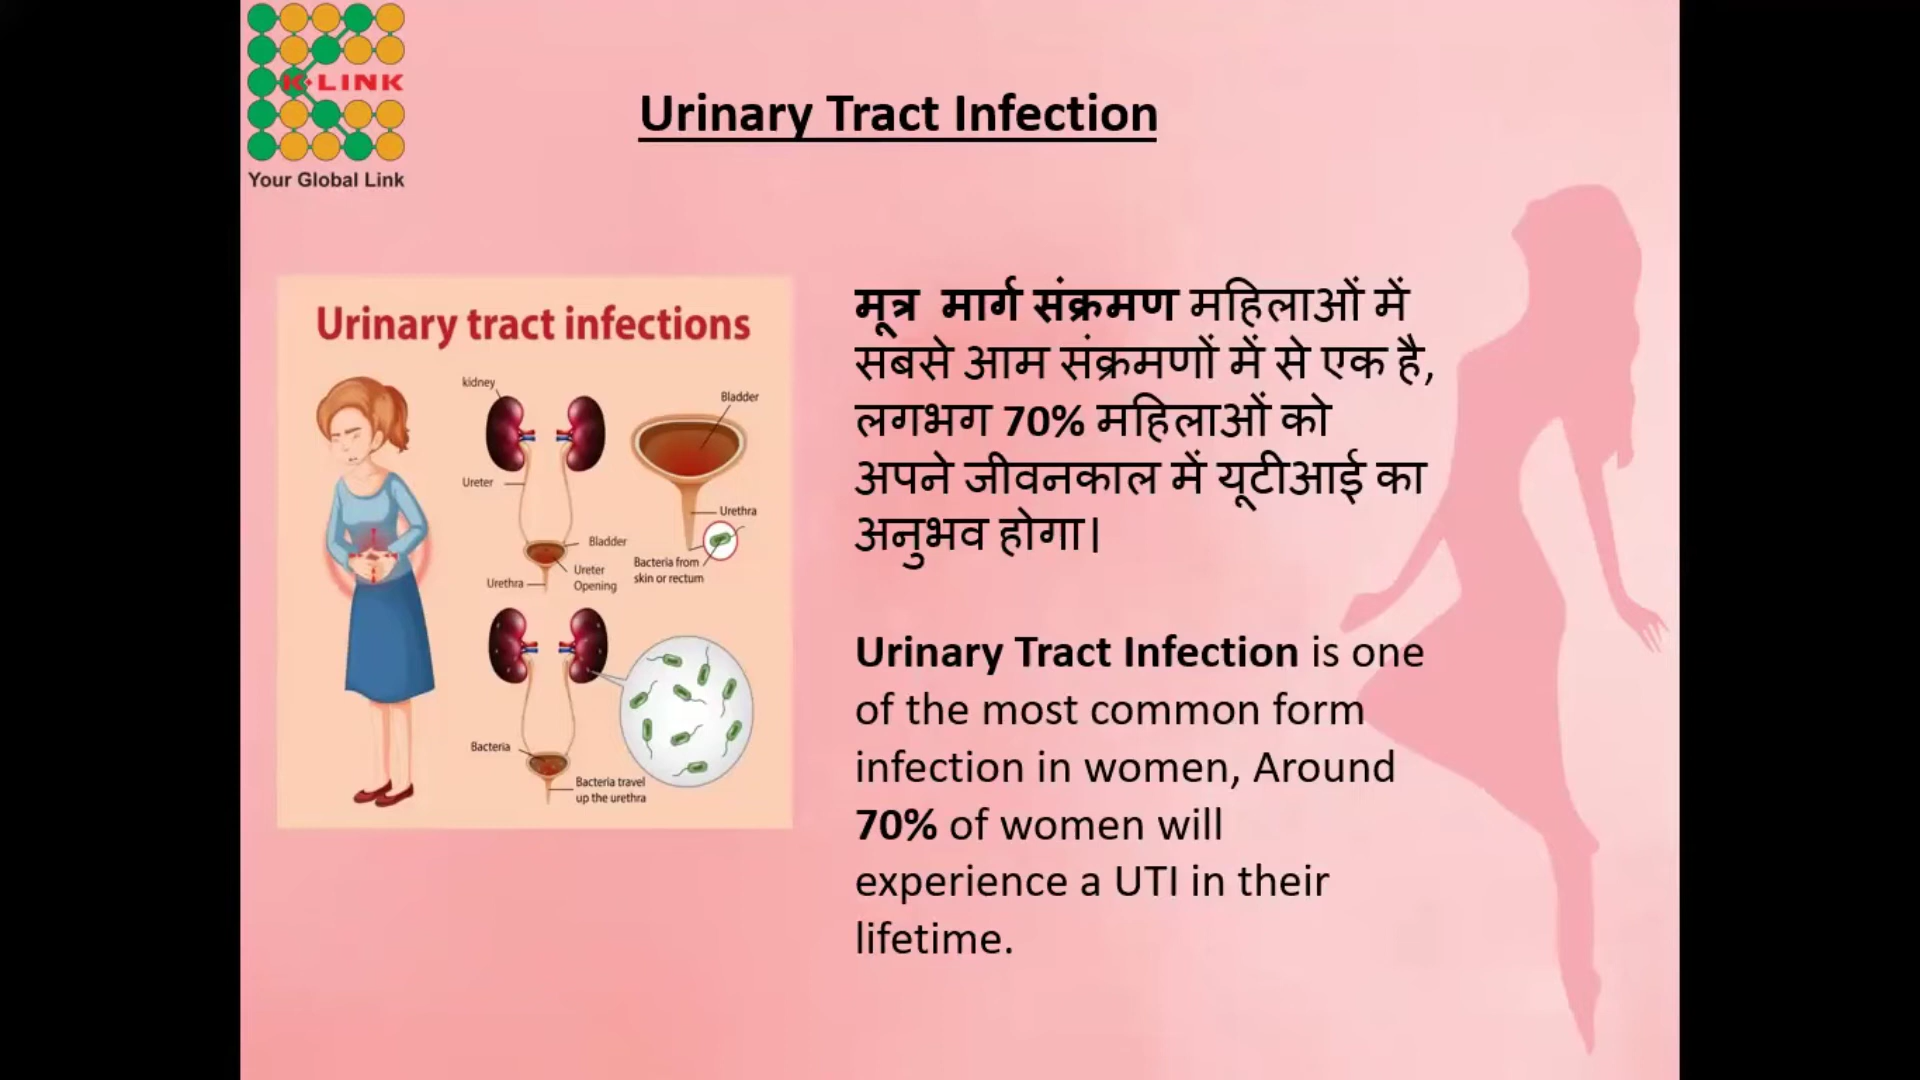 K-LINK
Your Global Link
Urinary Tract Infection
Urinary tract infections
kidney
Bladder
Ureter
Urethra
Bladder
Bacteria from
skin or rectum
Ureter
Opening
Urethra
Bacteria
Bacteria travel
up the urethra
मूत्र मार्ग संक्रमण महिलाओं में
सबसे आम संक्रमणों में से एक है,
लगभग 70% महिलाओं को
अपने जीवनकाल में यूटीआई का
अनुभव होगा।
Urinary Tract Infection is one
of the most common form
infection in women, Around
70% of women will
experience a UTI in their
lifetime.